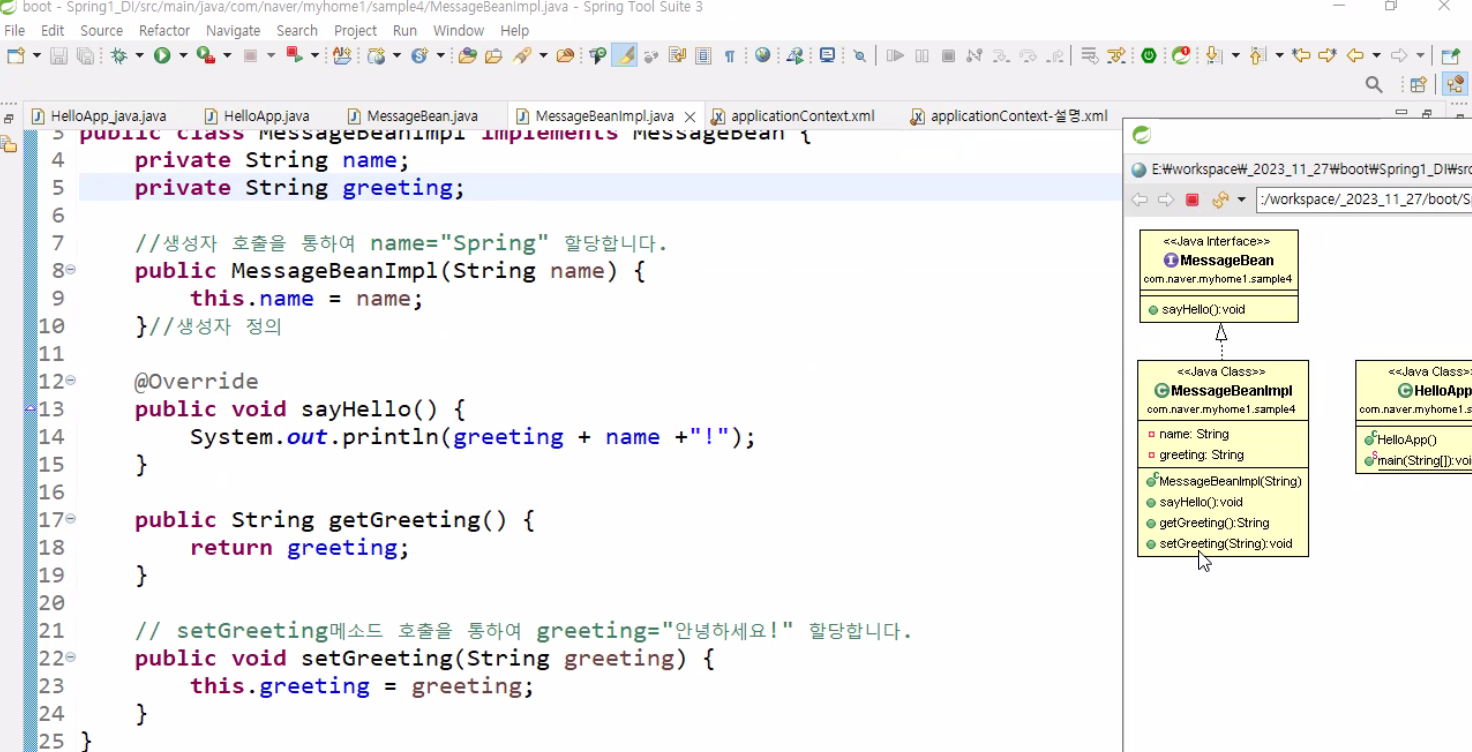 boot - Spring1_DI/src/main/java/com/naver/myhome1/sample4/MessageBeanImpl.java - Spring Tool Suite 3
File Edit Source Refactor Navigate Search Project Run Window Help
HelloApp_java.java HelloApp.java MessageBean.java MessageBeanImpl.java applicationContext.xml applicationContext-설명.xml
3 public class MessageBeanImpl implements MessageBean {
4 private String name;
5 private String greeting;
6
7 //생성자 호출을 통하여 name="Spring" 할당합니다.
8 public MessageBeanImpl(String name) {
9 this.name = name;
10 }//생성자 정의
11
12 @Override
13 public void sayHello() {
14 System.out.println(greeting + name +"!");
15 }
16
17 public String getGreeting() {
18 return greeting;
19 }
20
21 // setGreeting메소드 호출을 통하여 greeting="안녕하세요!" 할당합니다.
22 public void setGreeting(String greeting) {
23 this.greeting = greeting;
24 }
25 }
E:₩workspace₩_2023_11_27₩boot₩Spring1_DI₩src
:/workspace/_2023_11_27/boot/S
<<Java Interface>>
MessageBean
com.naver.myhome1.sample4
sayHello():void
<<Java Class>>
MessageBeanImpl
com.naver.myhome1.sample4
name: String
greeting: String
MessageBeanImpl(String)
sayHello():void
getGreeting():String
setGreeting(String):void
<<Java Class>>
HelloApp
com.naver.myhome1.s
HelloApp()
main(String[]):voi